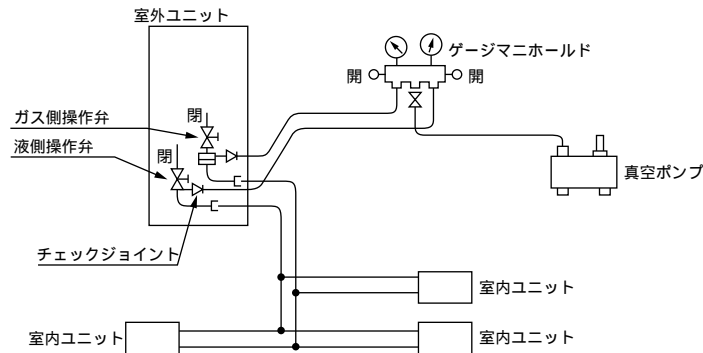 室外ユニット
ゲージマニホールド
開
開
ガス側操作弁
閉
液側操作弁
閉
真空ポンプ
チェックジョイント
室内ユニット
室内ユニット
室内ユニット